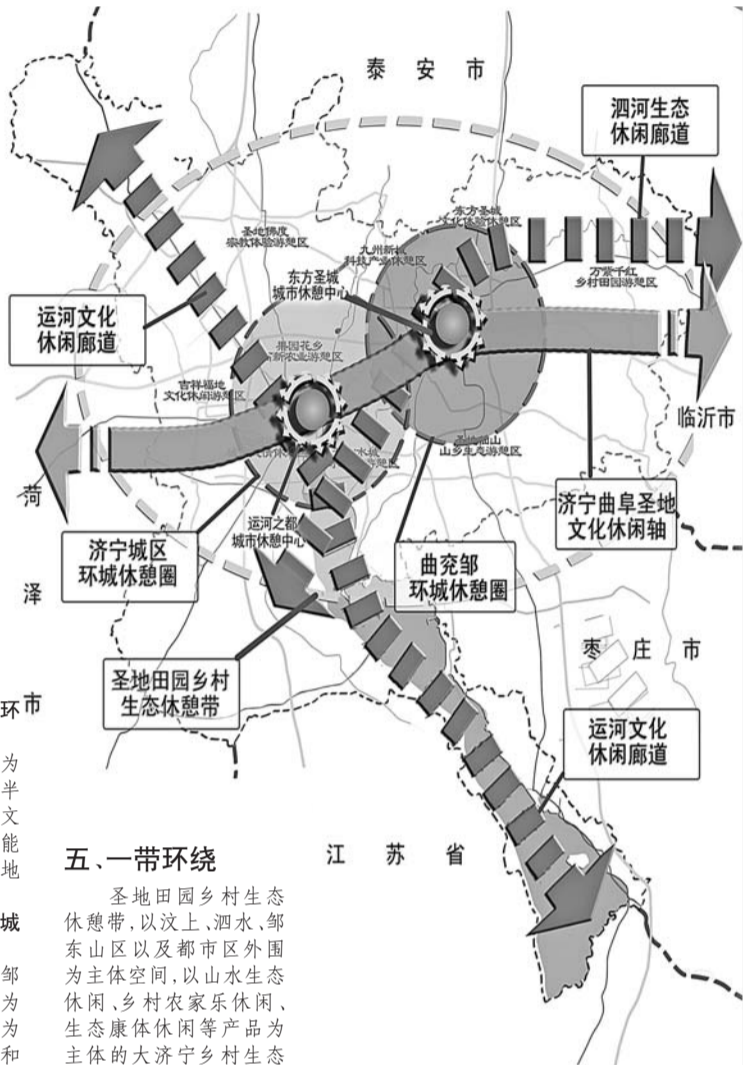 泰 安 市
泗河生态
休闲廊道
东方圣城
文化体验休憩区
圣地佛度
宗教体验游憩区
九州新城
科技产业休憩区
万紫千红
乡村田园游憩区
东方圣城
城市休憩中心
运河文化
休闲廊道
吉祥福地
文化休闲游憩区
临沂市
圣地仙山
山乡生态游憩区
济宁曲阜圣地
文化休闲轴
运河之都
城市休憩中心
济宁城区
环城休憩圈
曲兖邹
环城休憩圈
菏
泽
市
枣 庄 市
圣地田园乡村
生态休憩带
运河文化
休闲廊道
江 苏 省
环
为
半
文
能
地
城
邹
为
为
和
五、一带环绕
圣地田园乡村生态
休憩带,以汶上、泗水、邹
东山区以及都市区外围
为主体空间,以山水生态
休闲、乡村农家乐休闲、
生态康体休闲等产品为
主体的大济宁乡村生态